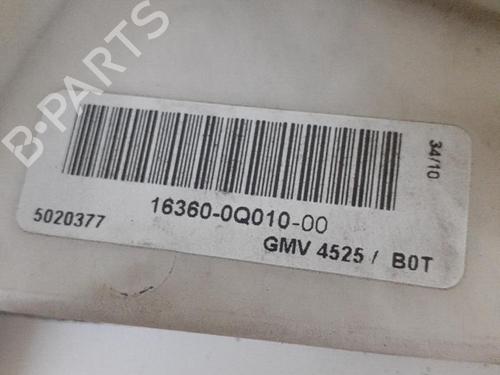 B-PARTS
34/10
16360-0Q010-00
5020377
GMV 4525 / B0T